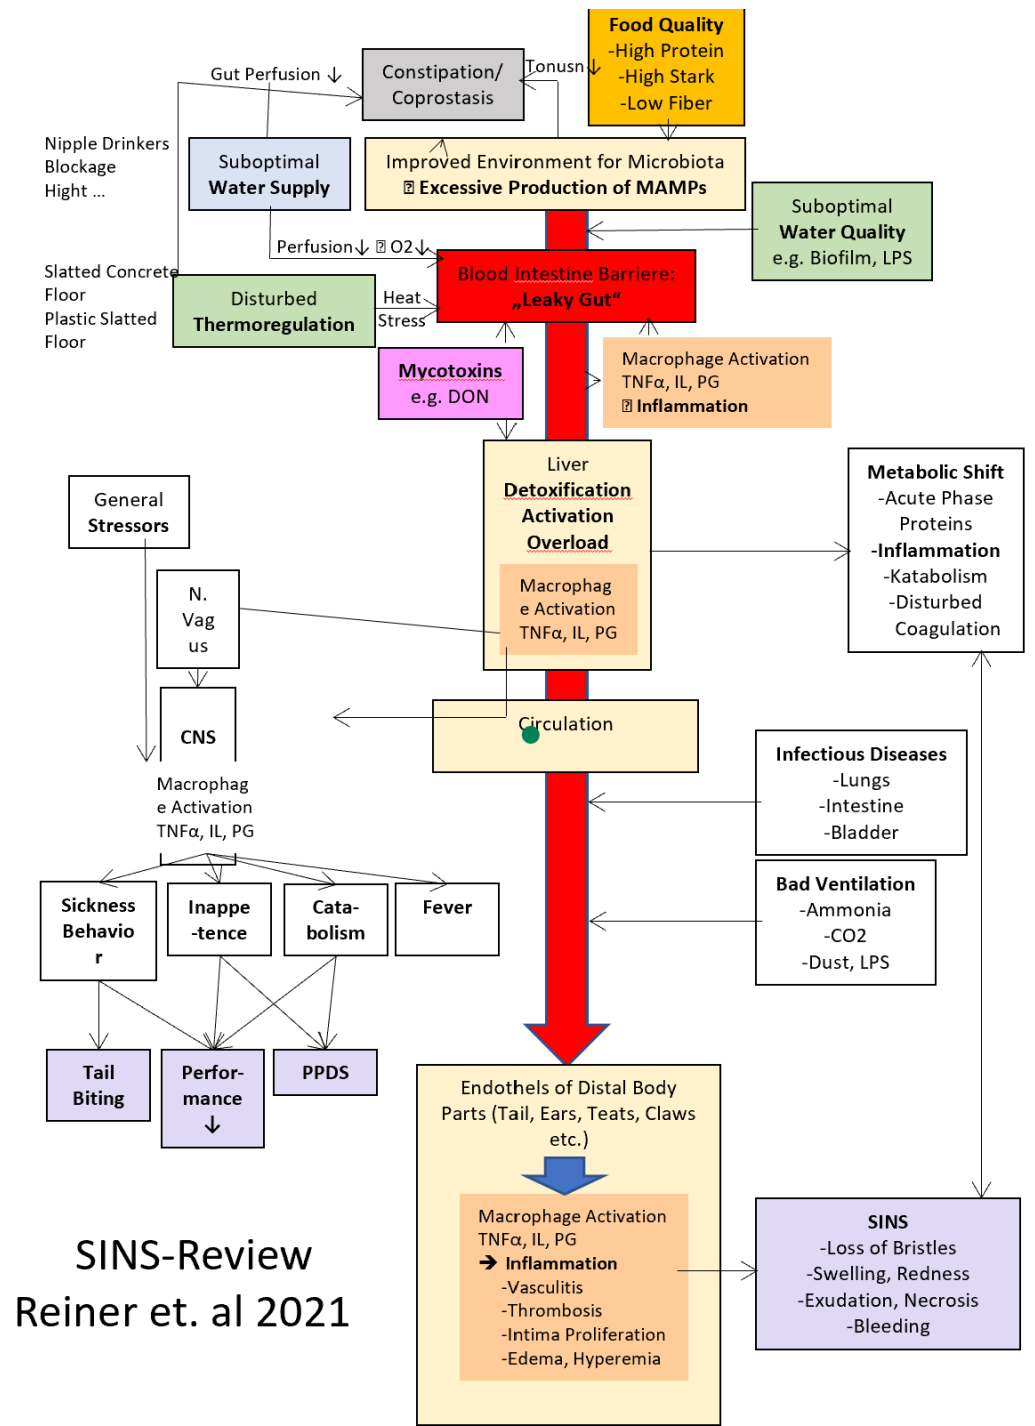 Food Quality
-High Protein
-High Stark
-Low Fiber
Gut Perfusion ↓
Constipation/
Coprostasis
Tonusn ↓
Nipple Drinkers
Blockage
Hight ...
Suboptimal
Water Supply
Improved Environment for Microbiota
⍰ Excessive Production of MAMPs
Suboptimal
Water Quality
e.g. Biofilm, LPS
Perfusion↓ ⍰ O2↓
Blood Intestine Barriere:
„Leaky Gut“
Slatted Concrete
Floor
Plastic Slatted
Floor
Disturbed
Thermoregulation
Heat
Stress
Mycotoxins
e.g. DON
Macrophage Activation
TNFα, IL, PG
⍰ Inflammation
Liver
Detoxification
Activation
Overload
Macrophag
e Activation
TNFα, IL, PG
Metabolic Shift
-Acute Phase
Proteins
-Inflammation
-Katabolism
-Disturbed
Coagulation
General
Stressors
N.
Vag
us
CNS
Macrophag
e Activation
TNFα, IL, PG
Circulation
Infectious Diseases
-Lungs
-Intestine
-Bladder
Bad Ventilation
-Ammonia
-CO2
-Dust, LPS
Sickness
Behavio
r
Inappe
-tence
Cata-
bolism
Fever
Tail
Biting
Perfor-
mance
↓
PPDS
Endothels of Distal Body
Parts (Tail, Ears, Teats, Claws
etc.)
Macrophage Activation
TNFα, IL, PG
➔ Inflammation
-Vasculitis
-Thrombosis
-Intima Proliferation
-Edema, Hyperemia
SINS
-Loss of Bristles
-Swelling, Redness
-Exudation, Necrosis
-Bleeding
SINS-Review
Reiner et. al 2021